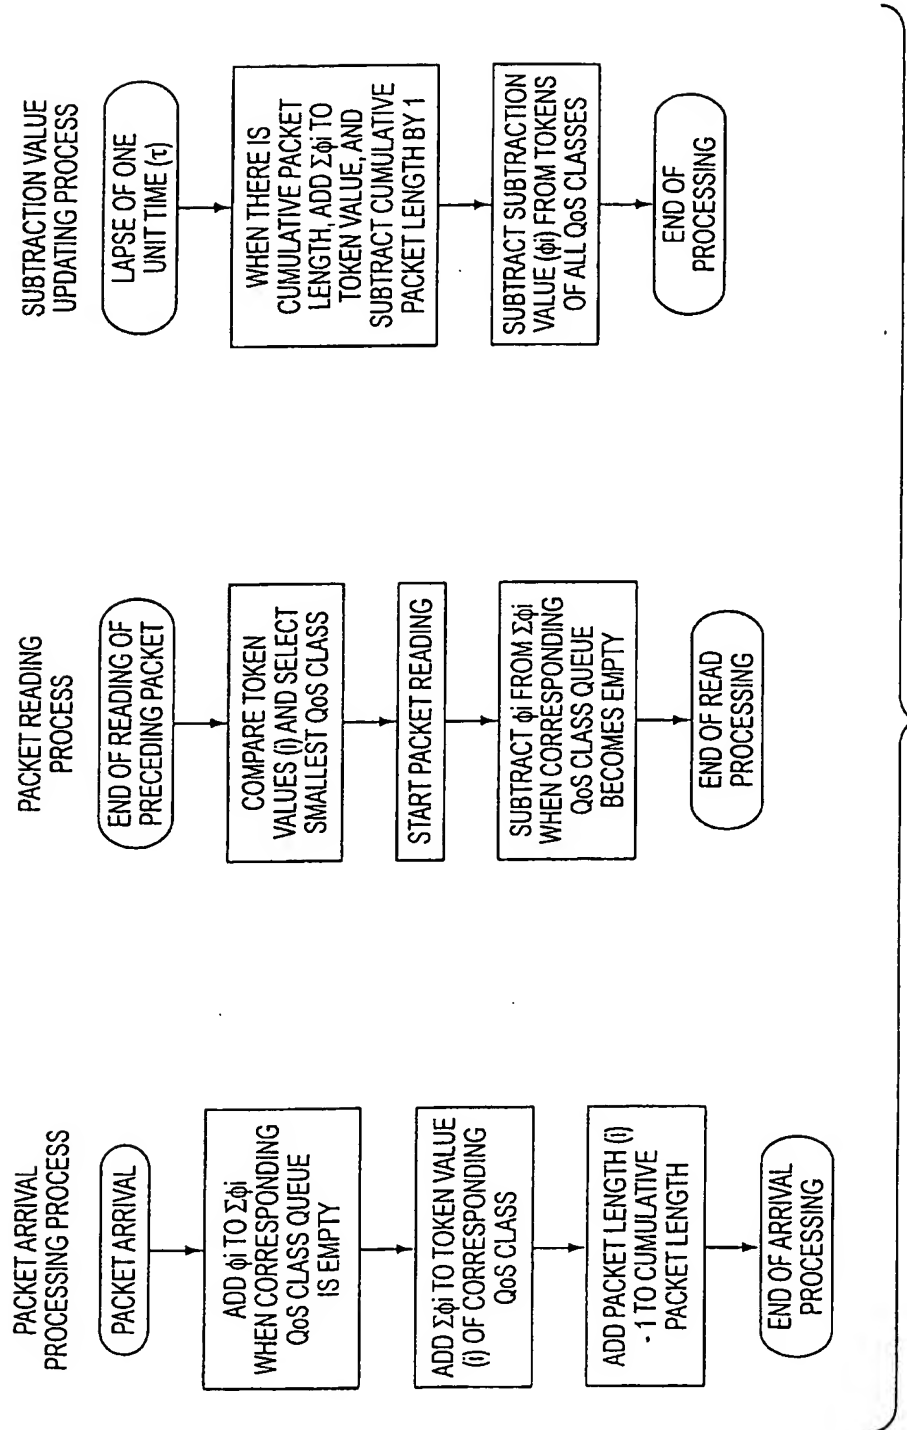 PACKET ARRIVAL
PROCESSING PROCESS
PACKET ARRIVAL
ADD ϕi TO Σϕi
WHEN CORRESPONDING
QoS CLASS QUEUE
IS EMPTY
ADD Σϕi TO TOKEN VALUE
(i) OF CORRESPONDING
QoS CLASS
ADD PACKET LENGTH (i)
- 1 TO CUMULATIVE
PACKET LENGTH
END OF ARRIVAL
PROCESSING
PACKET READING
PROCESS
END OF READING OF
PRECEDING PACKET
COMPARE TOKEN
VALUES (i) AND SELECT
SMALLEST QoS CLASS
START PACKET READING
SUBTRACT ϕi FROM Σϕi
WHEN CORRESPONDING
QoS CLASS QUEUE
BECOMES EMPTY
END OF READ
PROCESSING
SUBTRACTION VALUE
UPDATING PROCESS
LAPSE OF ONE
UNIT TIME (τ)
WHEN THERE IS
CUMULATIVE PACKET
LENGTH, ADD Σϕi TO
TOKEN VALUE, AND
SUBTRACT CUMULATIVE
PACKET LENGTH BY 1
SUBTRACT SUBTRACTION
VALUE (ϕi) FROM TOKENS
OF ALL QoS CLASSES
END OF
PROCESSING